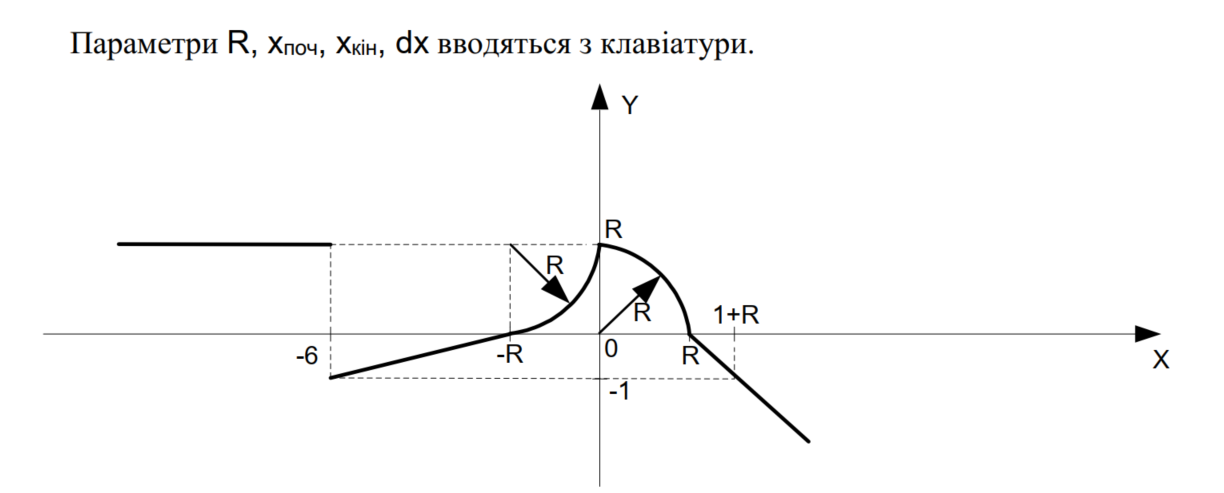 Параметри R, xпоч, xкін, dx вводяться з клавіатури.
Y
R
R
R
1+R
-6
-R
0
R
X
-1